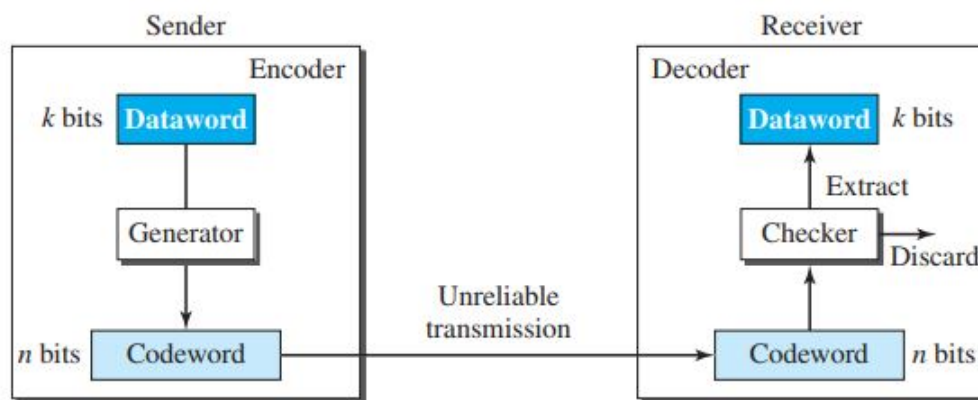 Sender
Encoder
k bits
Dataword
Generator
n bits
Codeword
Unreliable
transmission
Receiver
Decoder
Dataword
k bits
Extract
Checker
Discard
Codeword
n bits